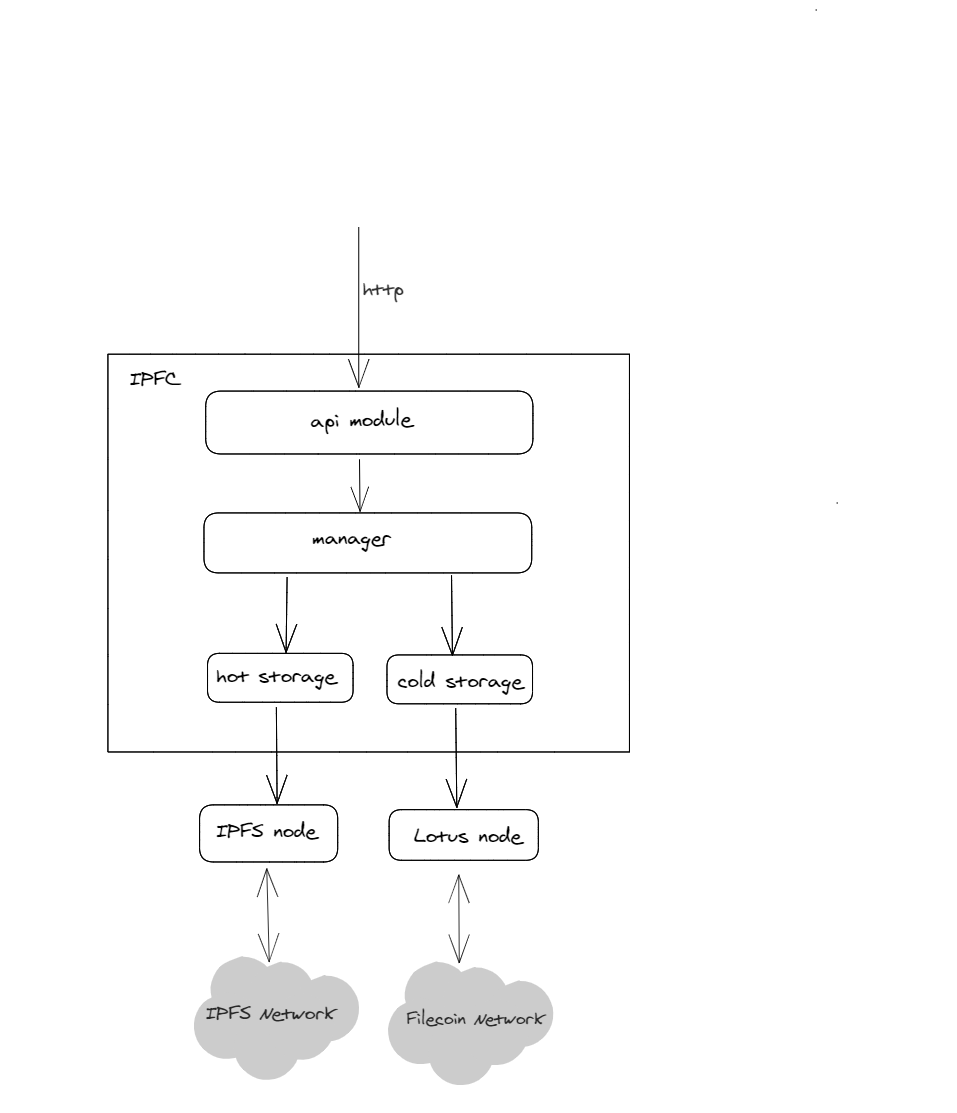 http
IPFC
api module
manager
hot storage
cold storage
IPFS node
Lotus node
IPFS Network
Filecoin Network